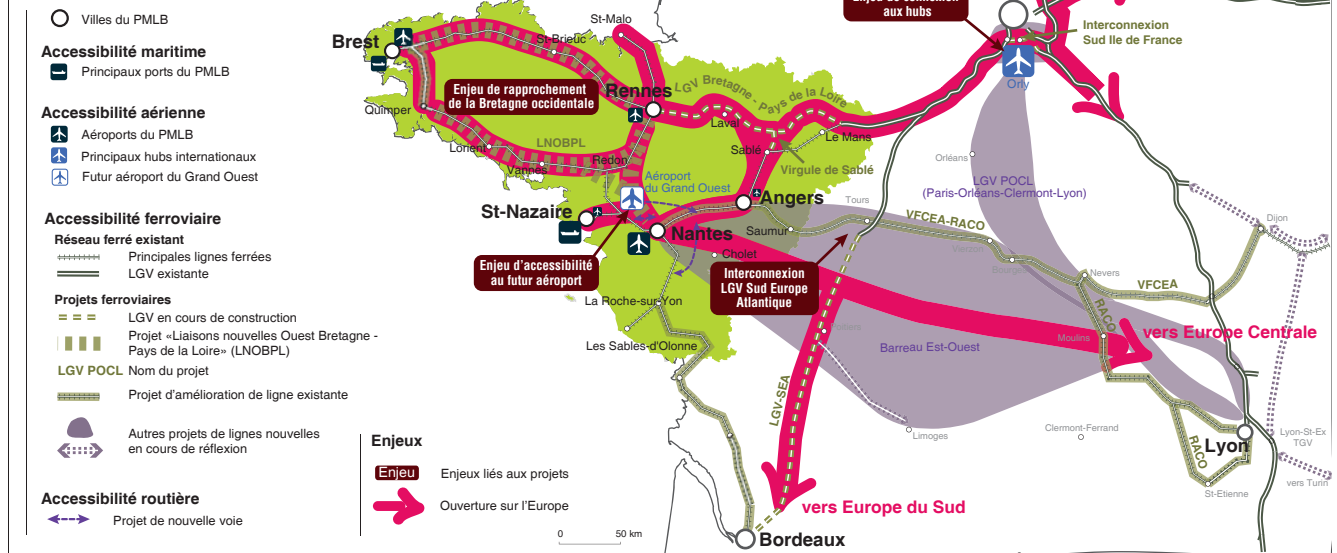 Villes du PMLB
Accessibilité maritime
Principaux ports du PMLB
Accessibilité aérienne
Aéroports du PMLB
Principaux hubs internationaux
Futur aéroport du Grand Ouest
Accessibilité ferroviaire
Réseau ferré existant
Principales lignes ferrées
LGV existante
Projets ferroviaires
LGV en cours de construction
Projet «Liaisons nouvelles Ouest Bretagne -
Pays de la Loire» (LNOBPL)
LGV POCL Nom du projet
Projet d'amélioration de ligne existante
Autres projets de lignes nouvelles
en cours de réflexion
Accessibilité routière
Projet de nouvelle voie
Enjeux
Enjeu Enjeux liés aux projets
Ouverture sur l'Europe
0 50 km
aux hubs
Interconnexion
Sud Ile de France
Orly
St-Malo
Brest
St-Brieuc
Enjeu de rapprochement
de la Bretagne occidentale
Rennes
LGV Bretagne - Pays de la Loire
Quimper
Laval
Le Mans
Lorient
LNOBPL
Sablé
Vannes
Redon
Virgule de Sablé
Orléans
Aéroport
du Grand Ouest
LGV POCL
(Paris-Orléans-Clermont-Lyon)
St-Nazaire
Angers
Tours
Nantes
Saumur
VFCEA-RACO
Dijon
Cholet
Vierzon
Bourges
Nevers
VFCEA
Enjeu d'accessibilité
au futur aéroport
Interconnexion
LGV Sud Europe
Atlantique
La Roche-sur-Yon
RACO
Poitiers
vers Europe Centrale
Les Sables-d'Olonne
Barreau Est-Ouest
Moulins
LGV-SEA
Limoges
Clermont-Ferrand
Lyon
Lyon-St-Ex
TGV
RACO
vers Turin
St-Etienne
vers Europe du Sud
Bordeaux